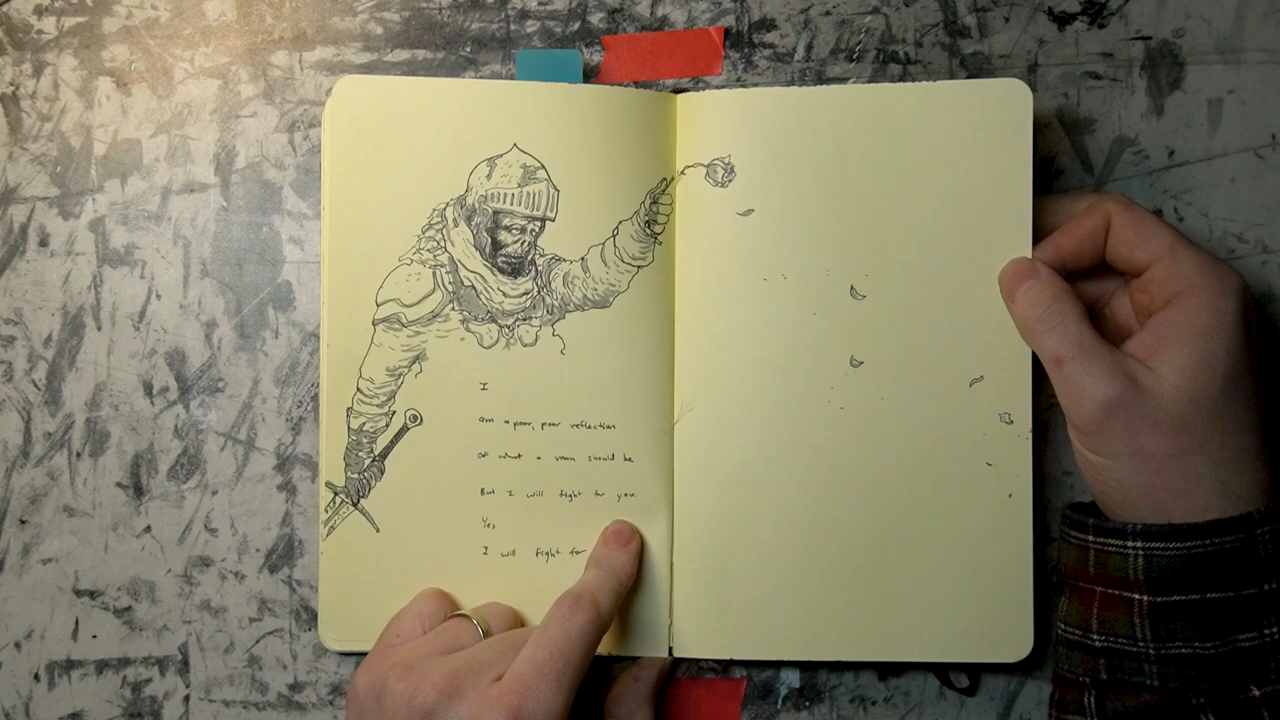 I
am a poor, poor reflection
Of what a man should be
But I will fight for you
Yes
I will fight for